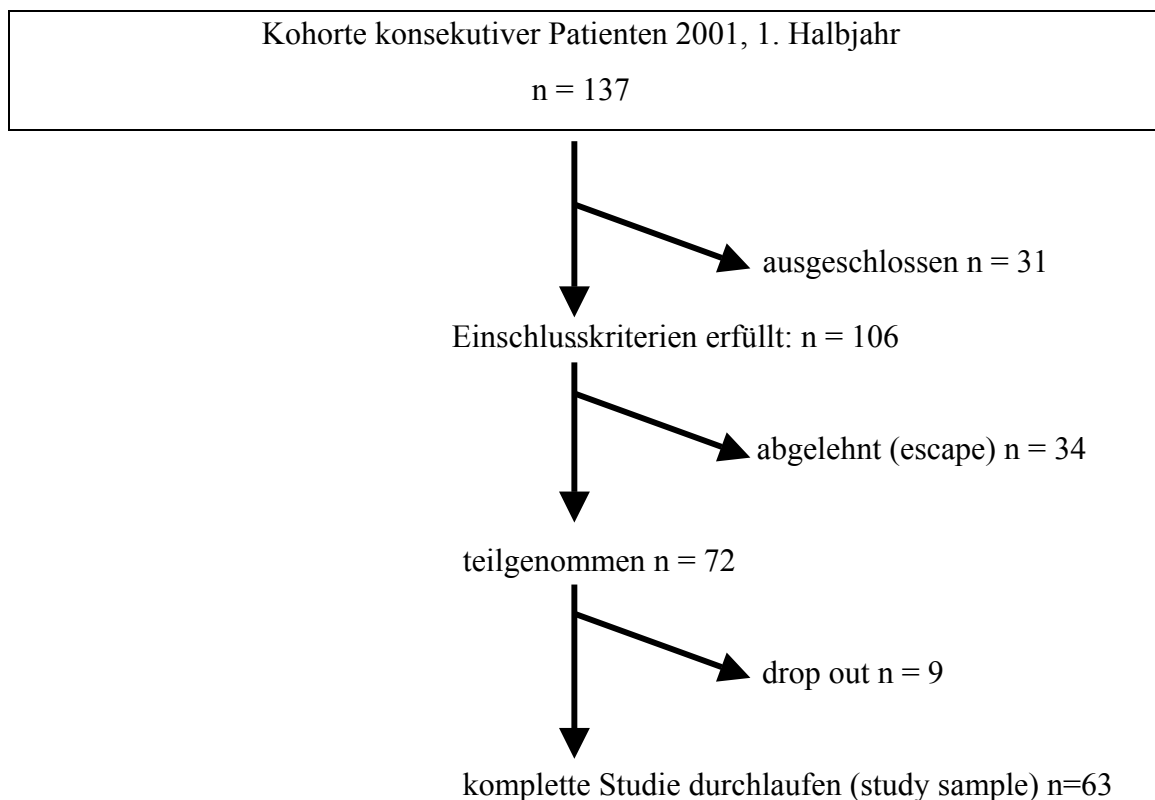 Kohorte konsekutiver Patienten 2001, 1. Halbjahr
n = 137
ausgeschlossen n = 31
Einschlusskriterien erfüllt: n = 106
abgelehnt (escape) n = 34
teilgenommen n = 72
drop out n = 9
komplette Studie durchlaufen (study sample) n=63